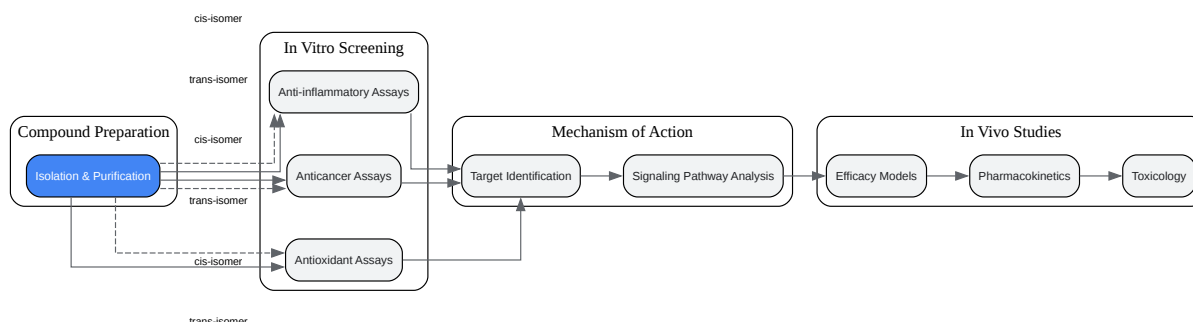 cis-isomer
In Vitro Screening
trans-isomer
Anti-inflammatory Assays
Compound Preparation
cis-isomer
Mechanism of Action
In Vivo Studies
Isolation & Purification
Anticancer Assays
Target Identification
Signaling Pathway Analysis
Efficacy Models
Pharmacokinetics
Toxicology
trans-isomer
Antioxidant Assays
cis-isomer
trans-isomer